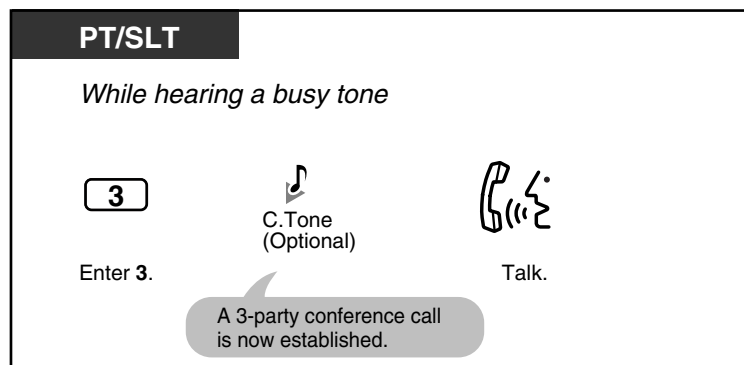 PT/SLT
While hearing a busy tone
3
C.Tone
(Optional)
Enter 3.
Talk.
A 3-party conference call
is now established.